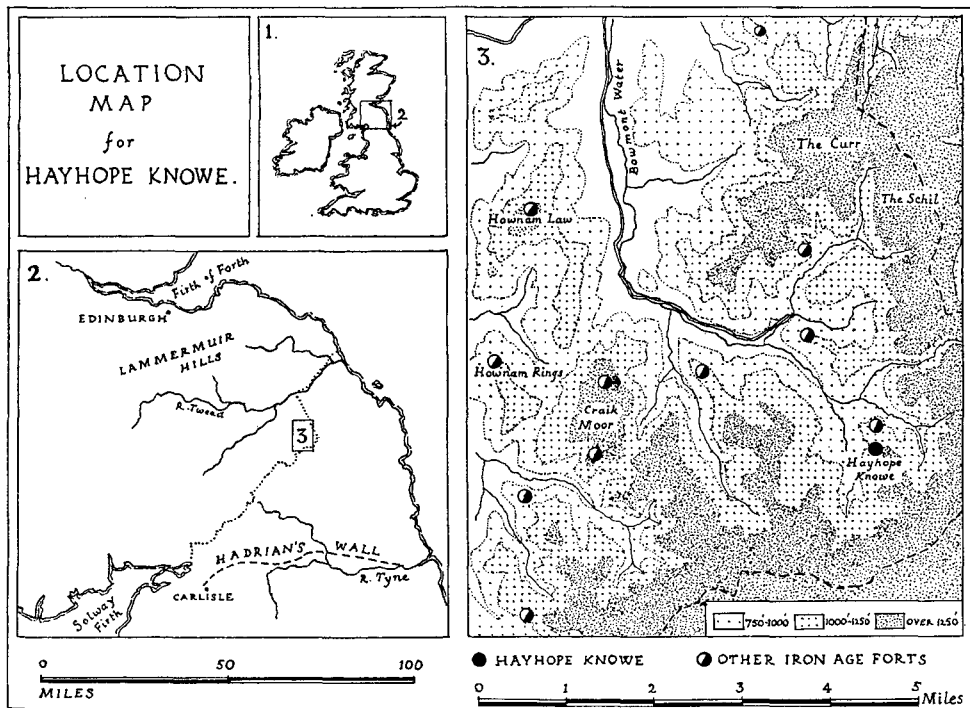 LOCATION
MAP
for
HAYHOPE KNOWE.
1.
2
2.
Firth of Forth
EDINBURGH
LAMMERMUIR
HILLS
R. Tweed
3
HADRIAN'S WALL
R. Tyne
CARLISLE
Solway
Firth
0 50 100
MILES
3.
Bowmont Water
The Curr
The Schil
Hownam Law
Hownam Rings
Craik
Moor
Hayhope
Knowe
750'-1000' 1000'-1250' OVER 1250'
HAYHOPE KNOWE OTHER IRON AGE FORTS
0 1 2 3 4 5 Miles